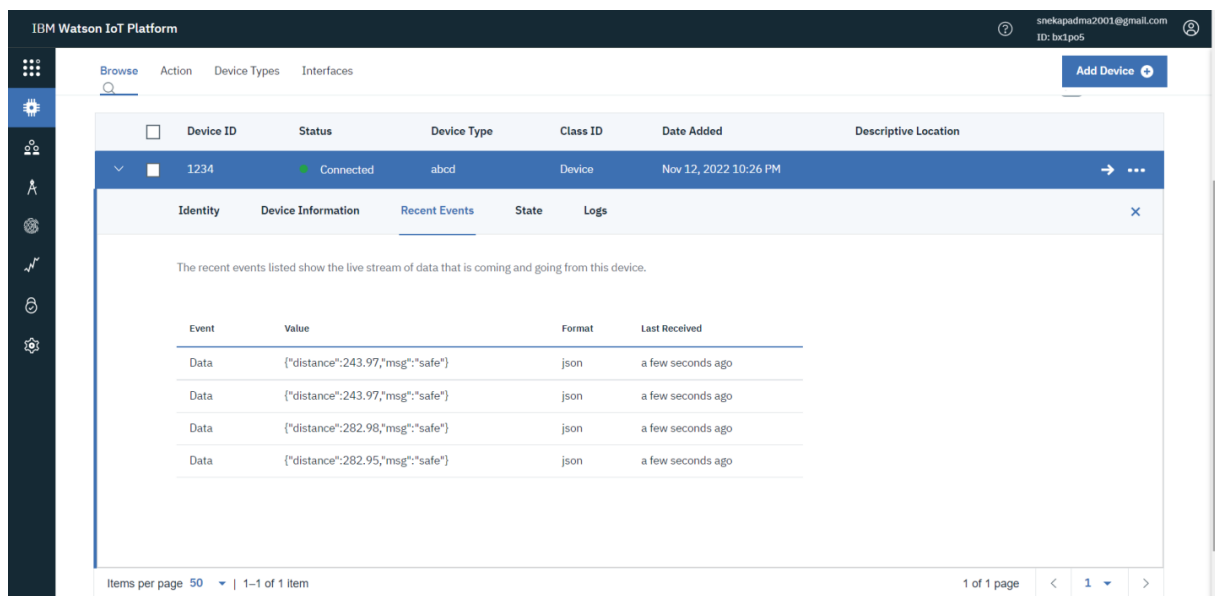 IBM Watson IoT Platform
snekapadma2001@gmail.com
ID: bx1po5
Browse Action Device Types Interfaces
Add Device
Device ID Status Device Type Class ID Date Added Descriptive Location
1234 Connected abcd Device Nov 12, 2022 10:26 PM
Identity Device Information Recent Events State Logs
The recent events listed show the live stream of data that is coming and going from this device.
Event Value Format Last Received
Data {"distance":243.97,"msg":"safe"} json a few seconds ago
Data {"distance":243.97,"msg":"safe"} json a few seconds ago
Data {"distance":282.98,"msg":"safe"} json a few seconds ago
Data {"distance":282.95,"msg":"safe"} json a few seconds ago
Items per page 50 | 1–1 of 1 item 1 of 1 page < 1 >